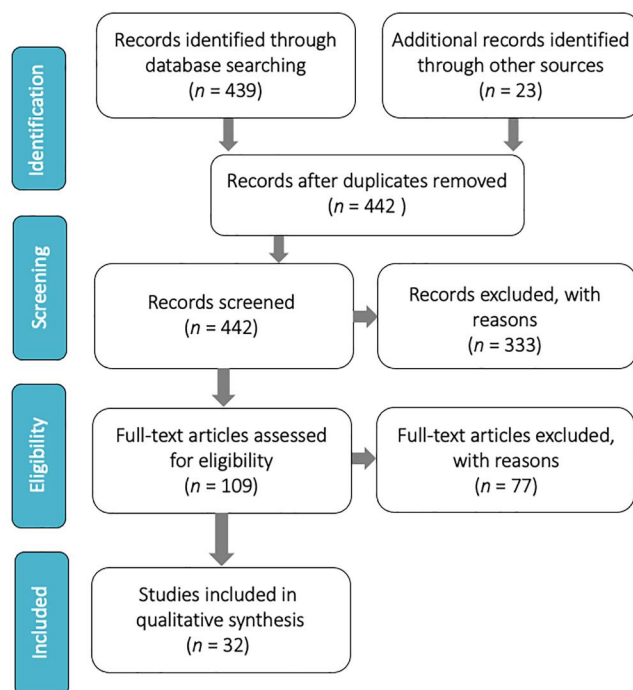 Identification
Records identified through
database searching
(n = 439)
Additional records identified
through other sources
(n = 23)
Records after duplicates removed
(n = 442 )
Screening
Records screened
(n = 442)
Records excluded, with
reasons
(n = 333)
Eligibility
Full-text articles assessed
for eligibility
(n = 109)
Full-text articles excluded,
with reasons
(n = 77)
Included
Studies included in
qualitative synthesis
(n = 32)